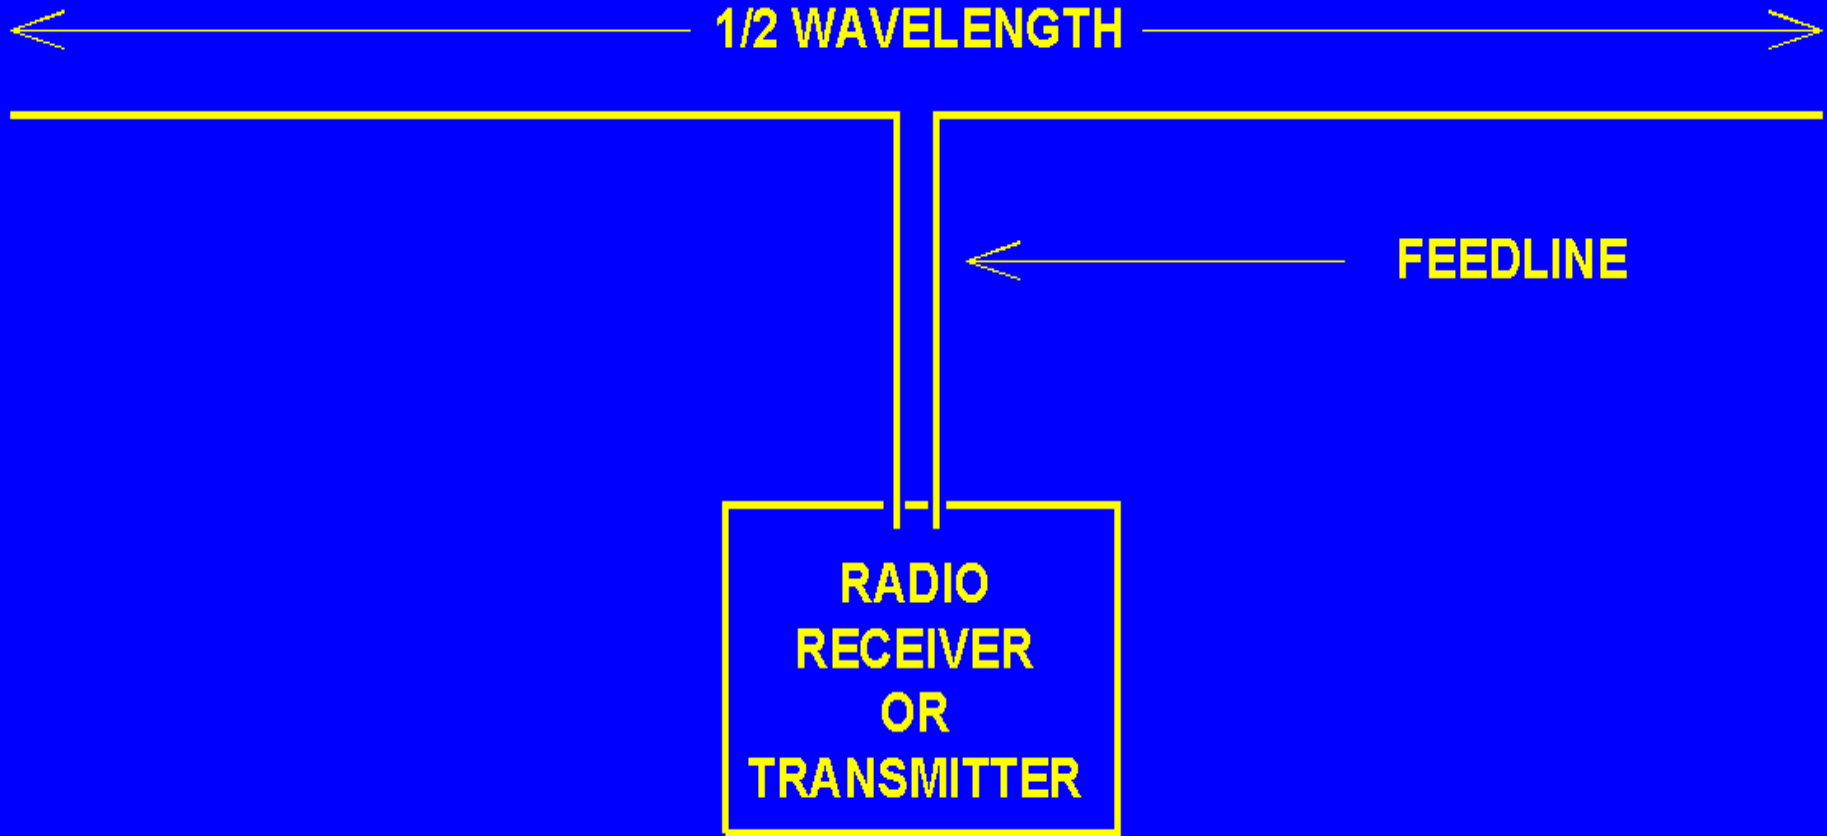 1/2 WAVELENGTH
FEEDLINE
RADIO
RECEIVER
OR
TRANSMITTER